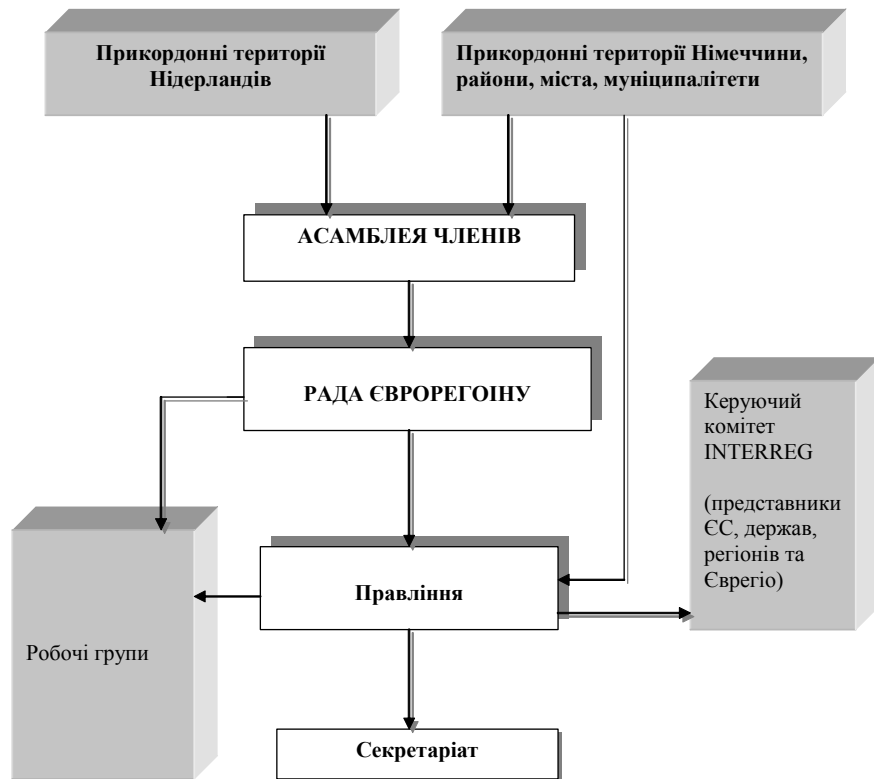 Прикордонні території
Нідерландів
Прикордонні території Німеччини,
райони, міста, муніципалітети
АСАМБЛЕЯ ЧЛЕНІВ
РАДА ЄВРОРЕГОІНУ
Керуючий
комітет
INTERREG
(представники
ЄС, держав,
регіонів та
Єврегіо)
Правління
Робочі групи
Секретаріат